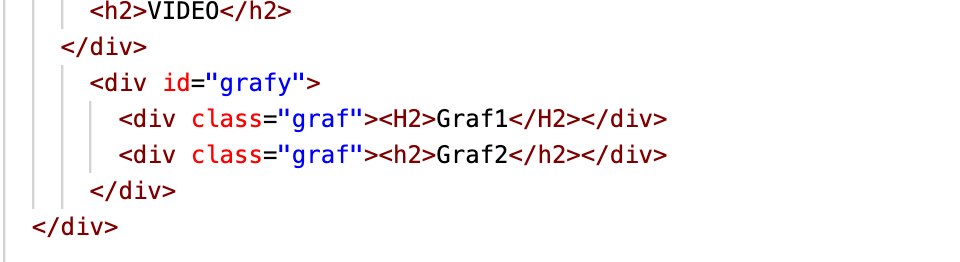 <h2>VIDEO</h2>
</div>
<div id="grafy">
<div class="graf"><H2>Graf1</H2></div>
<div class="graf"><h2>Graf2</h2></div>
</div>
</div>